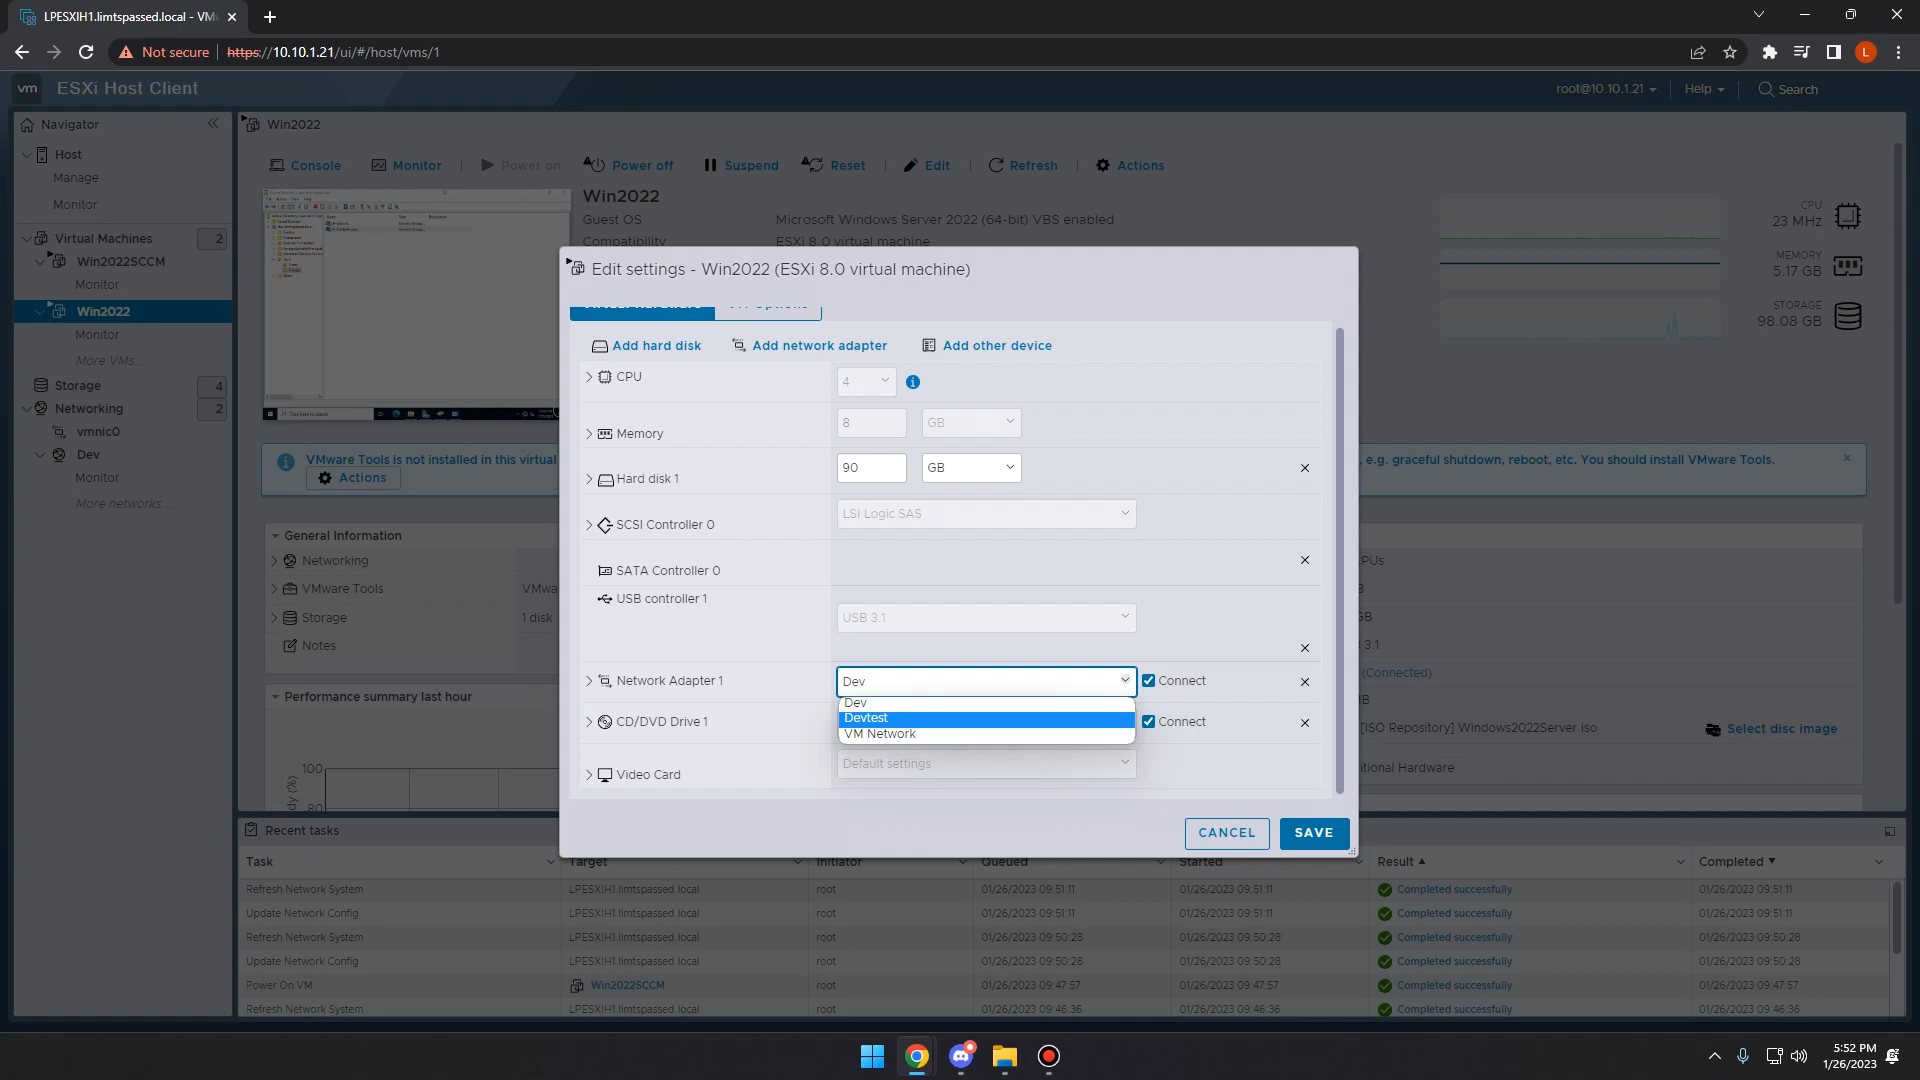 LPESXIH1.limtspassed.local - VM
Not secure
https://10.10.1.21/ui/#/host/vms/1
L
vm
ESXi Host Client
root@10.10.1.21
Help
Search
Navigator
Host
Manage
Monitor
Virtual Machines
2
Win2022SCCM
Monitor
Win2022
Monitor
More VMs...
Storage
4
Networking
2
vmnic0
Dev
Monitor
More networks...
Win2022
Console
Monitor
Power on
Power off
Suspend
Reset
Edit
Refresh
Actions
Win2022
Guest OS
Microsoft Windows Server 2022 (64-bit) VBS enabled
Compatibility
ESXi 8.0 virtual machine
CPU
23 MHz
MEMORY
5.17 GB
STORAGE
98.08 GB
VMware Tools is not installed in this virtual
, e.g. graceful shutdown, reboot, etc. You should install VMware Tools.
Actions
General Information
Networking
VMware Tools
VMwa
Storage
1 disk
Notes
Performance summary last hour
100
80
PUs
3.1
(Connected)
[ISO Repository] Windows2022Server.iso
Select disc image
itional Hardware
Edit settings - Win2022 (ESXi 8.0 virtual machine)
Add hard disk
Add network adapter
Add other device
CPU
4
Memory
8
GB
Hard disk 1
90
GB
SCSI Controller 0
LSI Logic SAS
SATA Controller 0
USB controller 1
USB 3.1
Network Adapter 1
Dev
Connect
Dev
Devtest
VM Network
CD/DVD Drive 1
Connect
Video Card
Default settings
CANCEL
SAVE
Recent tasks
Task
Target
Initiator
Queued
Started
Result
Completed
Refresh Network System
LPESXIH1.limtspassed.local
root
01/26/2023 09:51:11
01/26/2023 09:51:11
Completed successfully
01/26/2023 09:51:11
Update Network Config
LPESXIH1.limtspassed.local
root
01/26/2023 09:51:11
01/26/2023 09:51:11
Completed successfully
01/26/2023 09:51:11
Refresh Network System
LPESXIH1.limtspassed.local
root
01/26/2023 09:50:28
01/26/2023 09:50:28
Completed successfully
01/26/2023 09:50:28
Update Network Config
LPESXIH1.limtspassed.local
root
01/26/2023 09:50:28
01/26/2023 09:50:28
Completed successfully
01/26/2023 09:50:28
Power On VM
Win2022SCCM
root
01/26/2023 09:47:57
01/26/2023 09:47:57
Completed successfully
01/26/2023 09:47:57
Refresh Network System
LPESXIH1.limtspassed.local
root
01/26/2023 09:46:36
01/26/2023 09:46:36
Completed successfully
01/26/2023 09:46:36
5:52 PM
1/26/2023